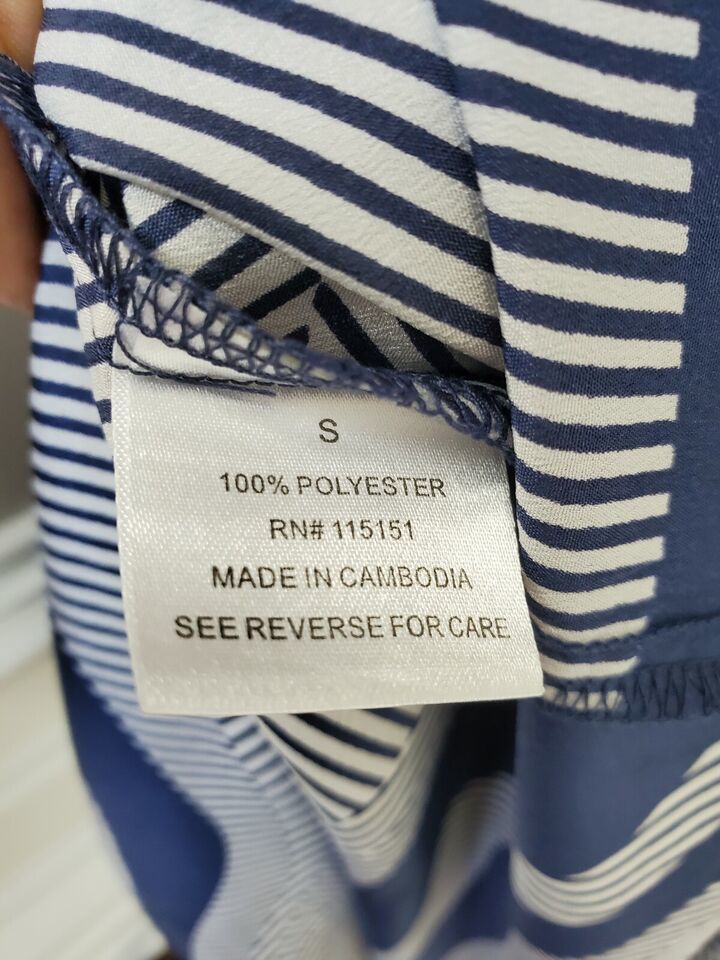 S
100% POLYESTER
RN# 115151
MADE IN CAMBODIA
SEE REVERSE FOR CARE